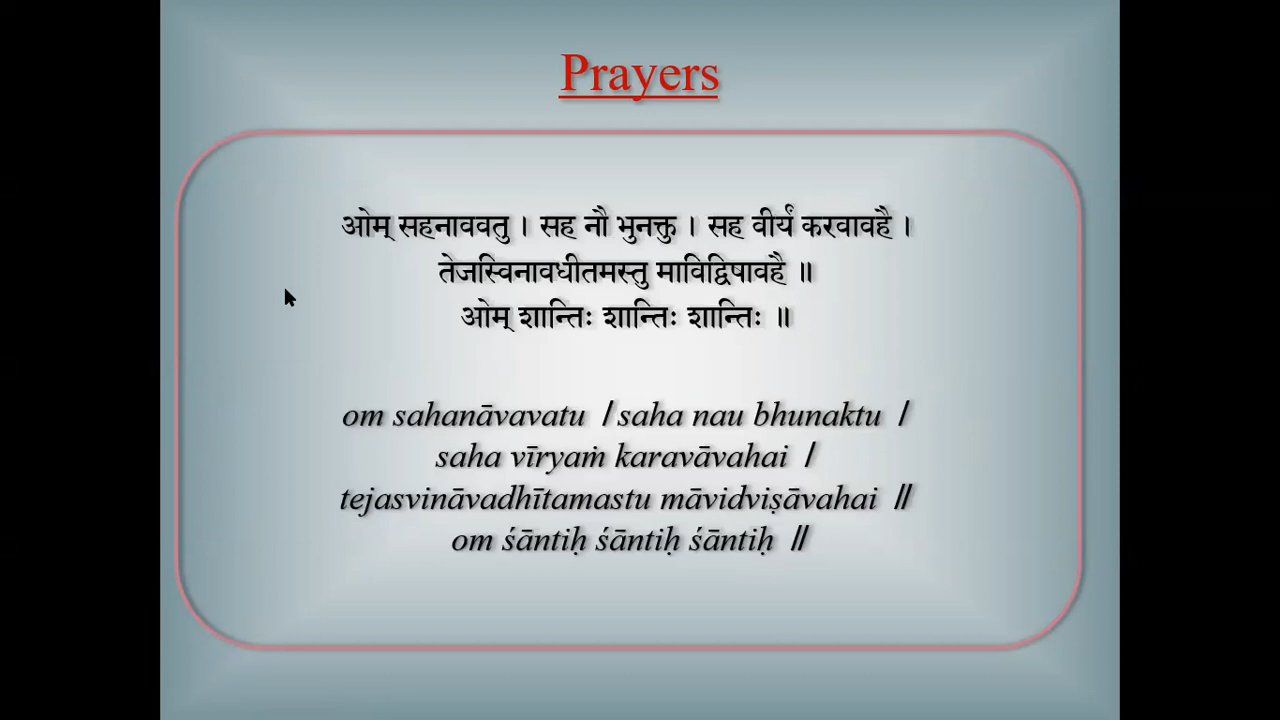 Prayers
ओम् सहनाववतु । सह नौ भुनक्तु । सह वीर्यं करवावहै ।
तेजस्विनावधीतमस्तु माविद्विषावहै ॥
ओम् शान्तिः शान्तिः शान्तिः ॥
om sahanāvavatu । saha nau bhunaktu ।
saha vīryaṁ karavāvahai ।
tejasvināvadhītamastu māvidviṣāvahai ॥
om śāntiḥ śāntiḥ śāntiḥ ॥